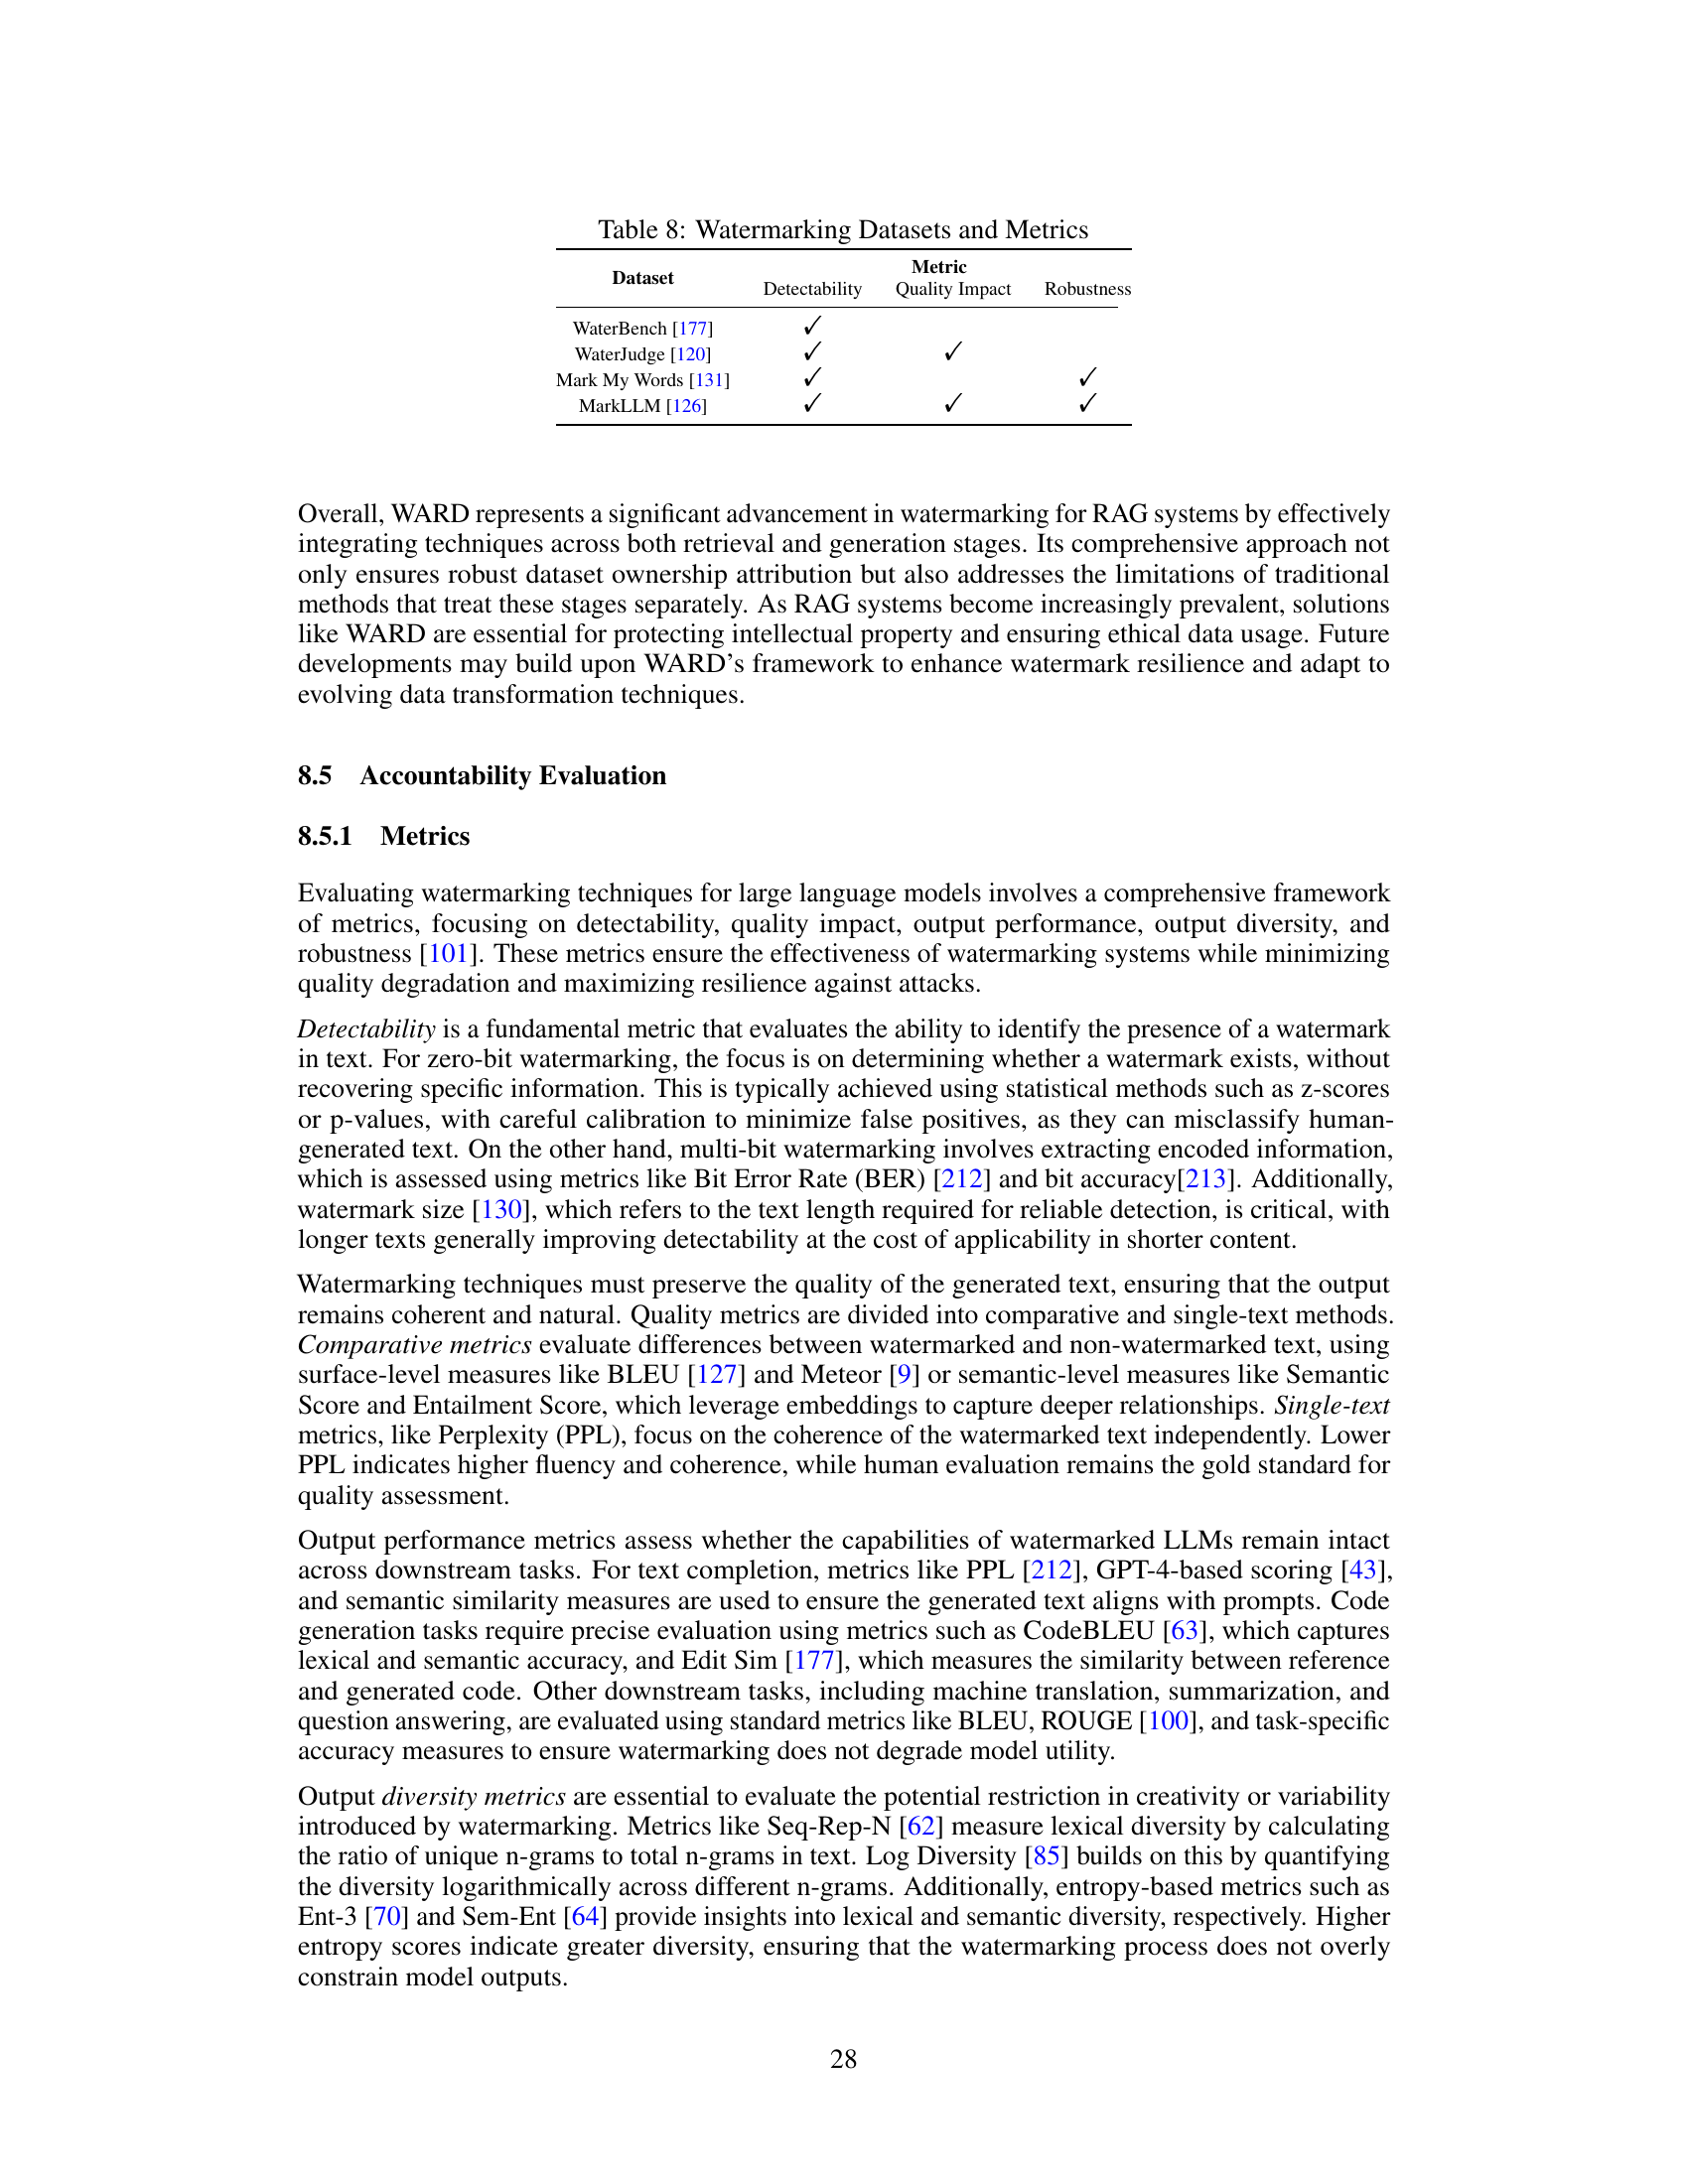 Table 8: Watermarking Datasets and Metrics
Dataset Metric
Detectability Quality Impact Robustness
WaterBench [177] ✓
WaterJudge [120] ✓ ✓
Mark My Words [131] ✓ ✓
MarkLLM [126] ✓ ✓ ✓
Overall, WARD represents a significant advancement in watermarking for RAG systems by effectively
integrating techniques across both retrieval and generation stages. Its comprehensive approach not
only ensures robust dataset ownership attribution but also addresses the limitations of traditional
methods that treat these stages separately. As RAG systems become increasingly prevalent, solutions
like WARD are essential for protecting intellectual property and ensuring ethical data usage. Future
developments may build upon WARD’s framework to enhance watermark resilience and adapt to
evolving data transformation techniques.
8.5 Accountability Evaluation
8.5.1 Metrics
Evaluating watermarking techniques for large language models involves a comprehensive framework
of metrics, focusing on detectability, quality impact, output performance, output diversity, and
robustness [101]. These metrics ensure the effectiveness of watermarking systems while minimizing
quality degradation and maximizing resilience against attacks.
Detectability is a fundamental metric that evaluates the ability to identify the presence of a watermark
in text. For zero-bit watermarking, the focus is on determining whether a watermark exists, without
recovering specific information. This is typically achieved using statistical methods such as z-scores
or p-values, with careful calibration to minimize false positives, as they can misclassify human-
generated text. On the other hand, multi-bit watermarking involves extracting encoded information,
which is assessed using metrics like Bit Error Rate (BER) [212] and bit accuracy[213]. Additionally,
watermark size [130], which refers to the text length required for reliable detection, is critical, with
longer texts generally improving detectability at the cost of applicability in shorter content.
Watermarking techniques must preserve the quality of the generated text, ensuring that the output
remains coherent and natural. Quality metrics are divided into comparative and single-text methods.
Comparative metrics evaluate differences between watermarked and non-watermarked text, using
surface-level measures like BLEU [127] and Meteor [9] or semantic-level measures like Semantic
Score and Entailment Score, which leverage embeddings to capture deeper relationships. Single-text
metrics, like Perplexity (PPL), focus on the coherence of the watermarked text independently. Lower
PPL indicates higher fluency and coherence, while human evaluation remains the gold standard for
quality assessment.
Output performance metrics assess whether the capabilities of watermarked LLMs remain intact
across downstream tasks. For text completion, metrics like PPL [212], GPT-4-based scoring [43],
and semantic similarity measures are used to ensure the generated text aligns with prompts. Code
generation tasks require precise evaluation using metrics such as CodeBLEU [63], which captures
lexical and semantic accuracy, and Edit Sim [177], which measures the similarity between reference
and generated code. Other downstream tasks, including machine translation, summarization, and
question answering, are evaluated using standard metrics like BLEU, ROUGE [100], and task-specific
accuracy measures to ensure watermarking does not degrade model utility.
Output diversity metrics are essential to evaluate the potential restriction in creativity or variability
introduced by watermarking. Metrics like Seq-Rep-N [62] measure lexical diversity by calculating
the ratio of unique n-grams to total n-grams in text. Log Diversity [85] builds on this by quantifying
the diversity logarithmically across different n-grams. Additionally, entropy-based metrics such as
Ent-3 [70] and Sem-Ent [64] provide insights into lexical and semantic diversity, respectively. Higher
entropy scores indicate greater diversity, ensuring that the watermarking process does not overly
constrain model outputs.
28